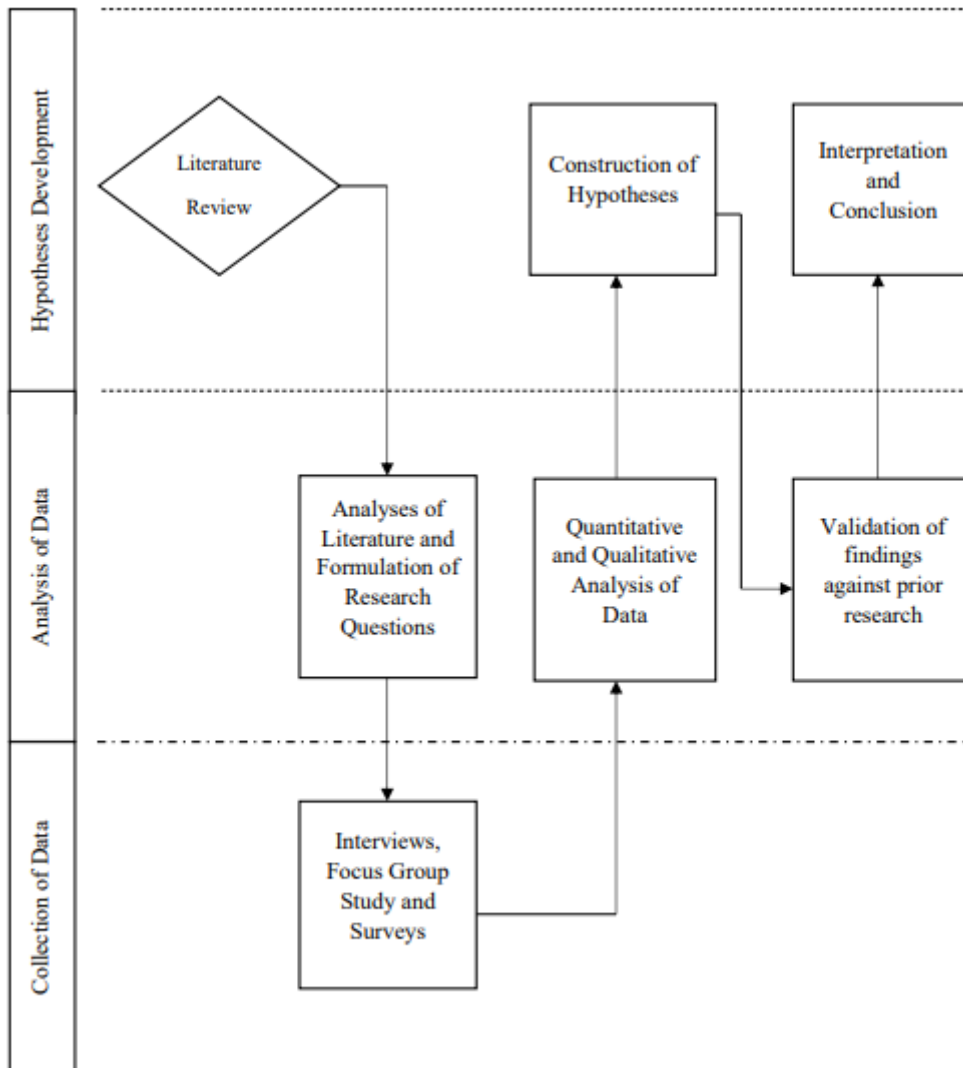 Hypotheses Development
Literature
Review
Construction of
Hypotheses
Interpretation
and
Conclusion
Analysis of Data
Analyses of
Literature and
Formulation of
Research
Questions
Quantitative
and Qualitative
Analysis of
Data
Validation of
findings
against prior
research
Collection of Data
Interviews,
Focus Group
Study and
Surveys